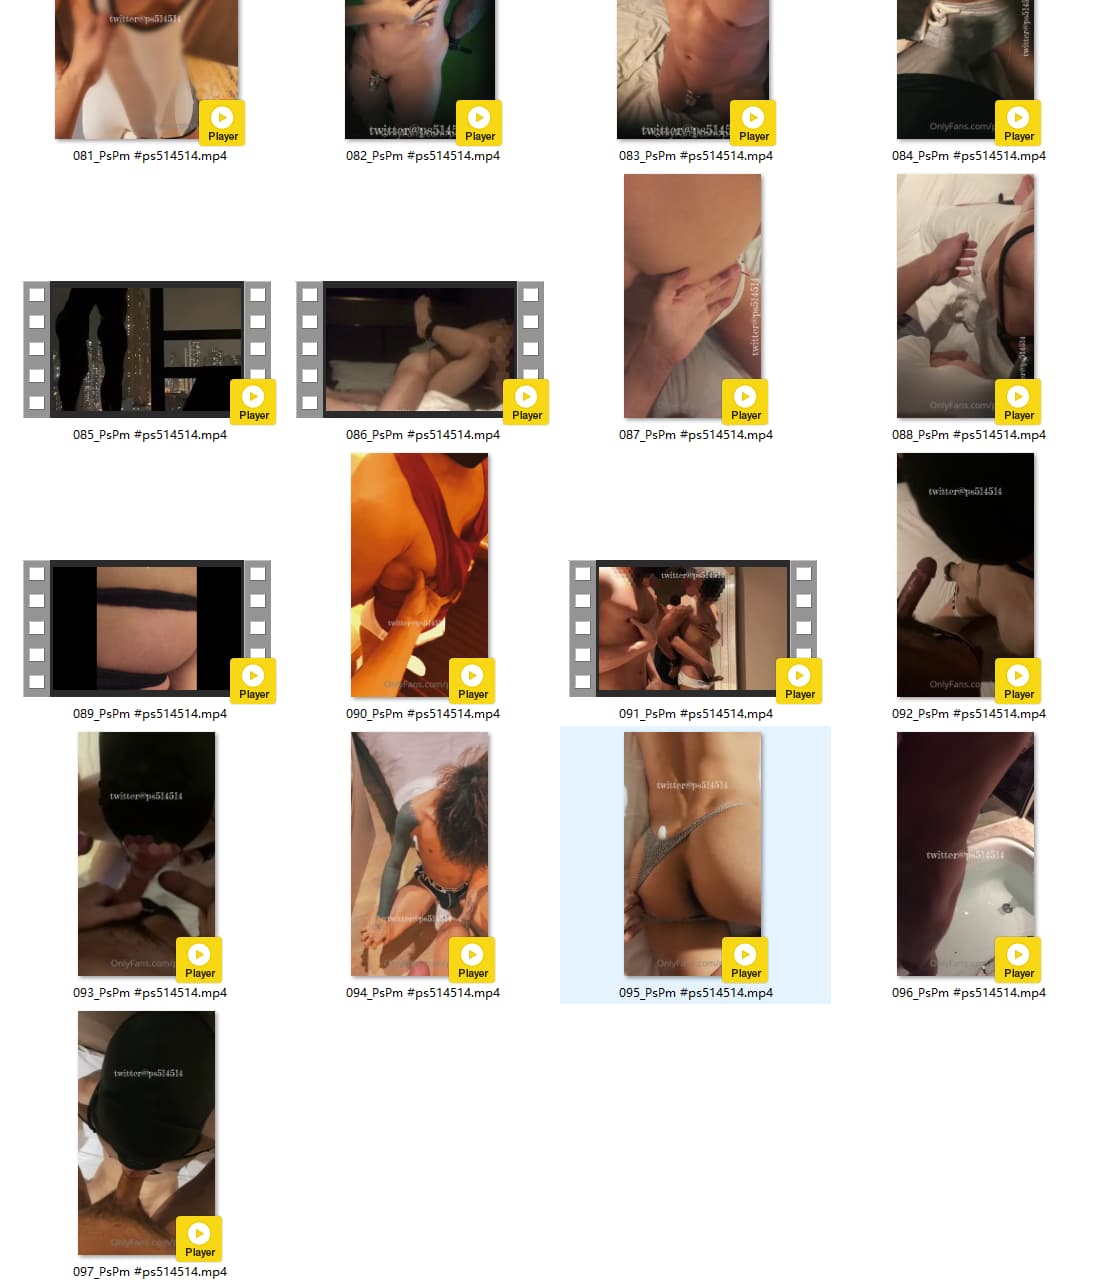 twitter@ps514514
Player
081_PsPm #ps514514.mp4
twitter@ps514
Player
082_PsPm #ps514514.mp4
twitter@ps514
Player
083_PsPm #ps514514.mp4
OnlyFans.com/
Player
084_PsPm #ps514514.mp4
Player
085_PsPm #ps514514.mp4
Player
086_PsPm #ps514514.mp4
twitter@ps514514
Player
087_PsPm #ps514514.mp4
OnlyFans.com/
Player
088_PsPm #ps514514.mp4
Player
089_PsPm #ps514514.mp4
OnlyFans.com/
Player
090_PsPm #ps514514.mp4
twitter@ps514514
Player
091_PsPm #ps514514.mp4
twitter@ps514514
OnlyFans.com
Player
092_PsPm #ps514514.mp4
twitter@ps514514
OnlyFans.com/
Player
093_PsPm #ps514514.mp4
twitter@ps514514
OnlyFans.com/
Player
094_PsPm #ps514514.mp4
twitter@ps514514
OnlyFans.com/
Player
095_PsPm #ps514514.mp4
twitter@ps514514
OnlyFans.com/
Player
096_PsPm #ps514514.mp4
twitter@ps514514
OnlyFans.com/
Player
097_PsPm #ps514514.mp4